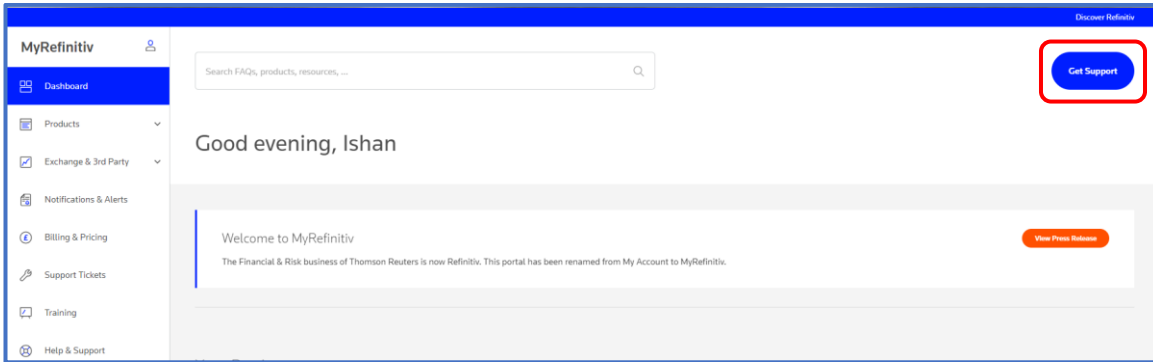 Discover Refinitiv
MyRefinitiv
Dashboard
Products
Exchange & 3rd Party
Notifications & Alerts
Billing & Pricing
Support Tickets
Training
Help & Support
Search FAQs, products, resources, ...
Get Support
Good evening, Ishan
Welcome to MyRefinitiv
View Press Release
The Financial & Risk business of Thomson Reuters is now Refinitiv. This portal has been renamed from My Account to MyRefinitiv.